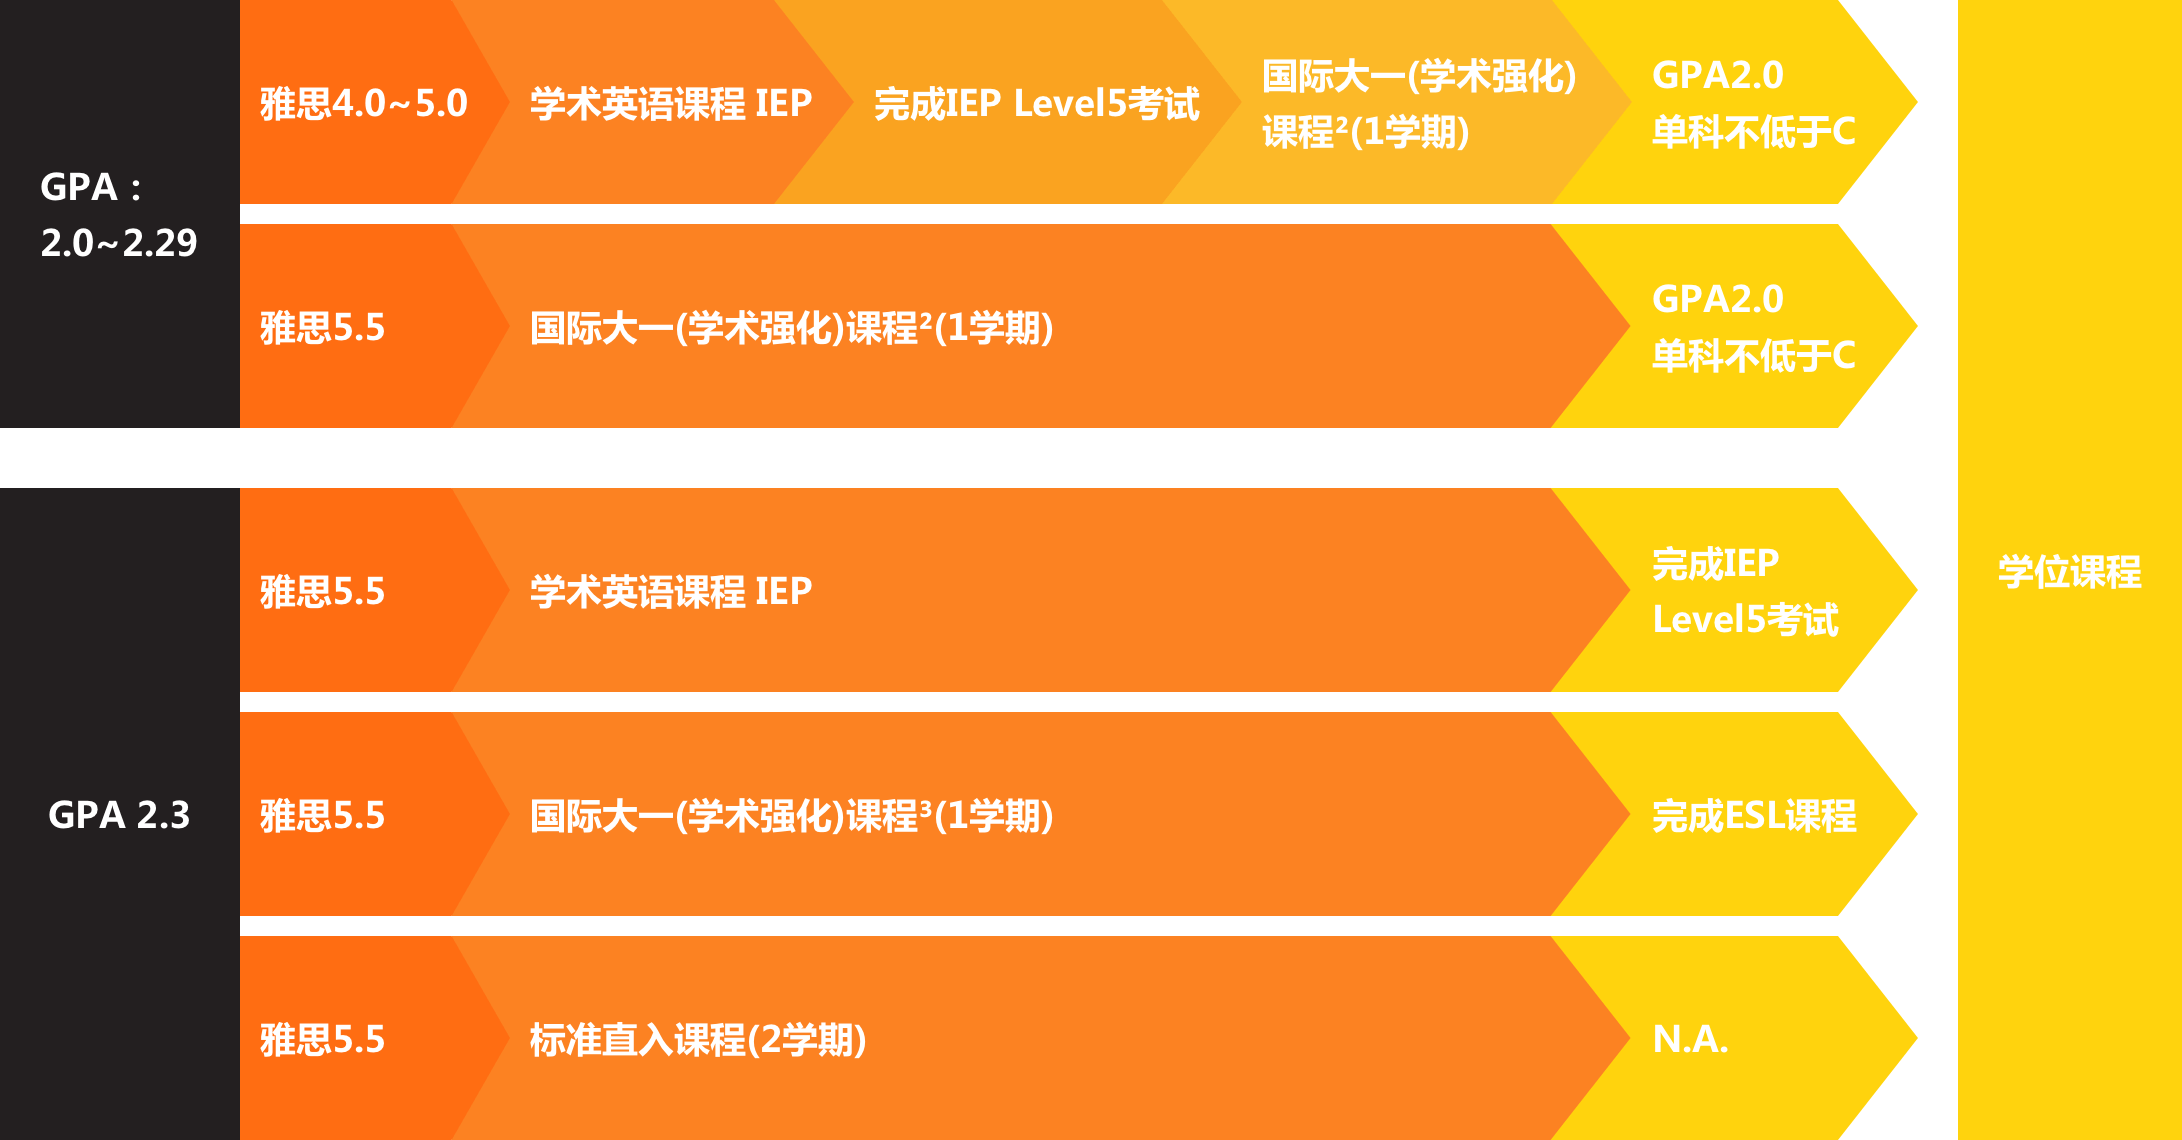 GPA：
2.0~2.29
雅思4.0~5.0
学术英语课程 IEP
完成IEP Level5考试
国际大一(学术强化)
课程²(1学期)
GPA2.0
单科不低于C
雅思5.5
国际大一(学术强化)课程²(1学期)
GPA2.0
单科不低于C
GPA 2.3
雅思5.5
学术英语课程 IEP
完成IEP
Level5考试
雅思5.5
国际大一(学术强化)课程³(1学期)
完成ESL课程
雅思5.5
标准直入课程(2学期)
N.A.
学位课程